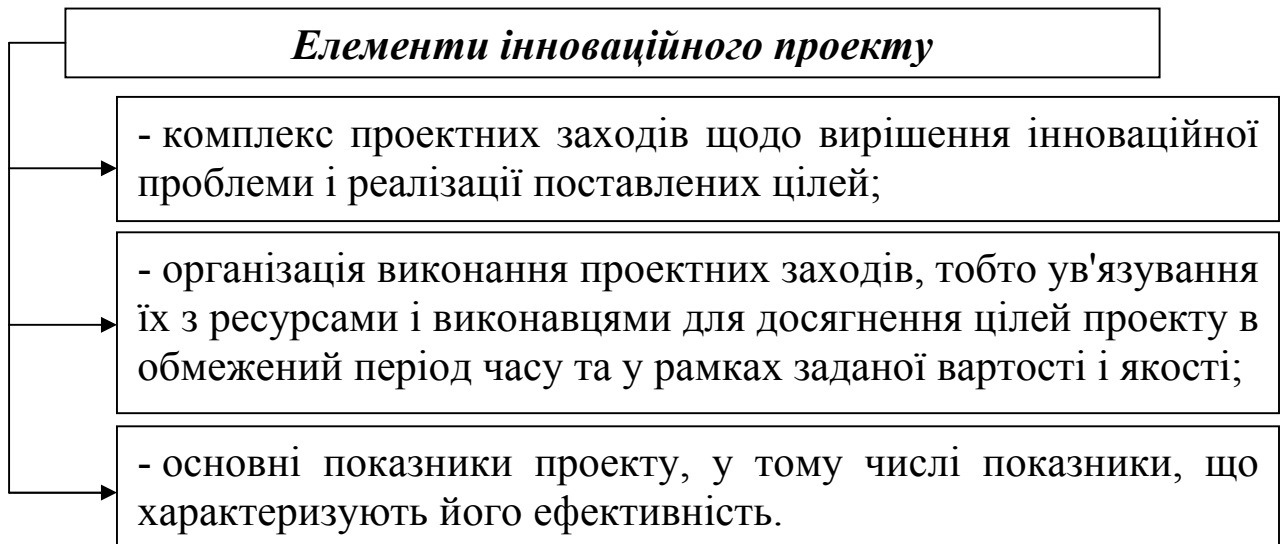 Елементи інноваційного проекту
- комплекс проектних заходів щодо вирішення інноваційної
проблеми і реалізації поставлених цілей;
- організація виконання проектних заходів, тобто ув'язування
їх з ресурсами і виконавцями для досягнення цілей проекту в
обмежений період часу та у рамках заданої вартості і якості;
- основні показники проекту, у тому числі показники, що
характеризують його ефективність.